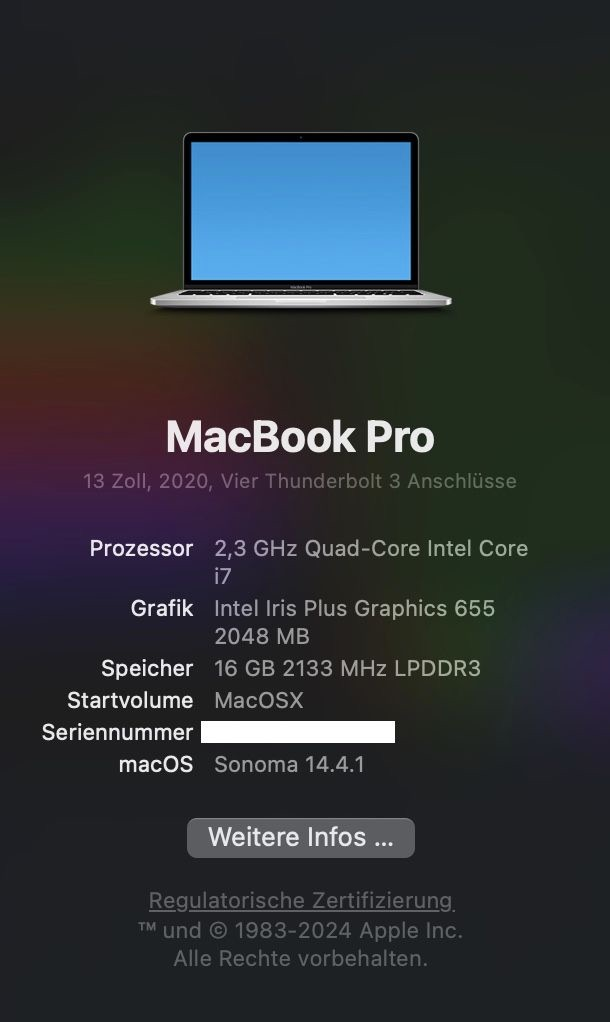 MacBook Pro
13 Zoll, 2020, Vier Thunderbolt 3 Anschlüsse
Prozessor 2,3 GHz Quad-Core Intel Core
i7
Grafik Intel Iris Plus Graphics 655
2048 MB
Speicher 16 GB 2133 MHz LPDDR3
Startvolume MacOSX
Seriennummer
macOS Sonoma 14.4.1
Weitere Infos ...
Regulatorische Zertifizierung
™ und © 1983-2024 Apple Inc.
Alle Rechte vorbehalten.